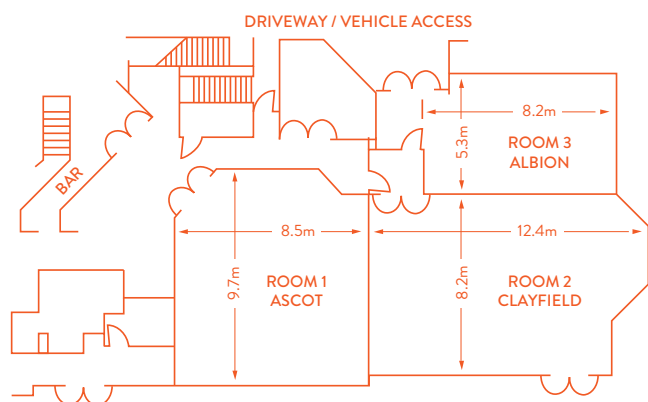 DRIVEWAY / VEHICLE ACCESS
8.2m
5.3m
ROOM 3
ALBION
BAR
8.5m
12.4m
9.7m
ROOM 1
ASCOT
8.2m
ROOM 2
CLAYFIELD